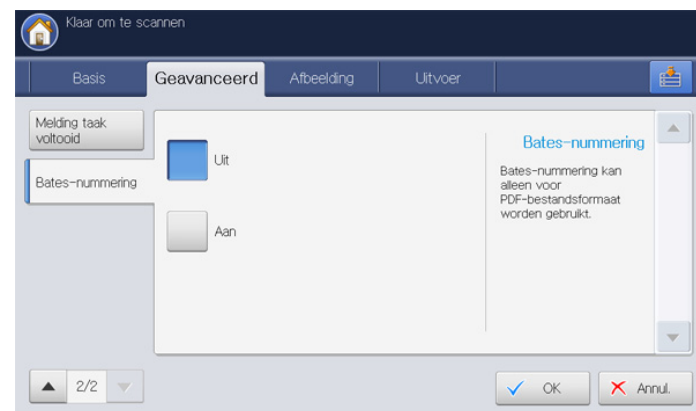 Klaar om te scannen
Basis
Geavanceerd
Afbeelding
Uitvoer
Melding taak
voltooid
Bates-nummering
Uit
Aan
Bates-nummering
Bates-nummering kan
alleen voor
PDF-bestandsformaat
worden gebruikt.
2/2
OK
Annul.